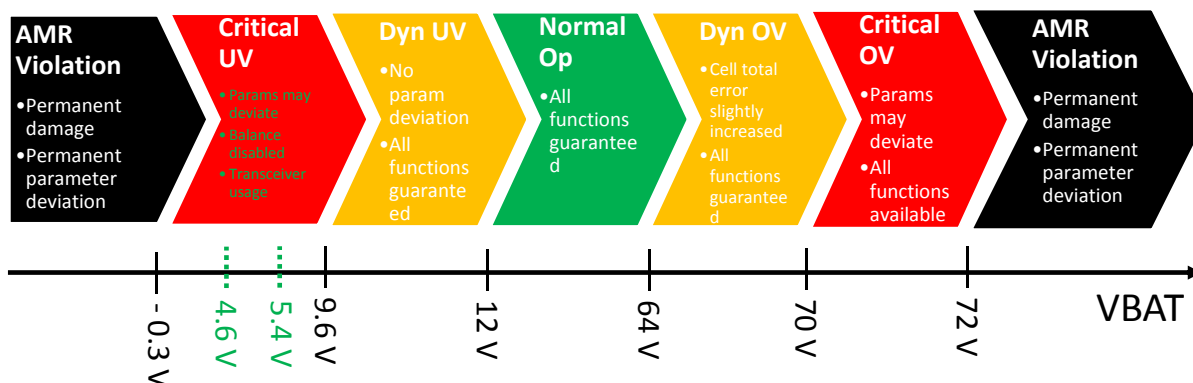 AMR
Violation
•Permanent
damage
•Permanent
parameter
deviation
Critical
UV
•Params may
deviate
•Balance
disabled
•Transceiver
usage
Dyn UV
•No
param
deviation
•All
functions
guarante
ed
Normal
Op
•All
functions
guarantee
d
Dyn OV
•Cell total
error
slightly
increased
•All
functions
guarantee
d
Critical
OV
•Params
may
deviate
•All
functions
available
AMR
Violation
•Permanent
damage
•Permanent
parameter
deviation
- 0.3 V
4.6 V
5.4 V
9.6 V
12 V
64 V
70 V
72 V
VBAT